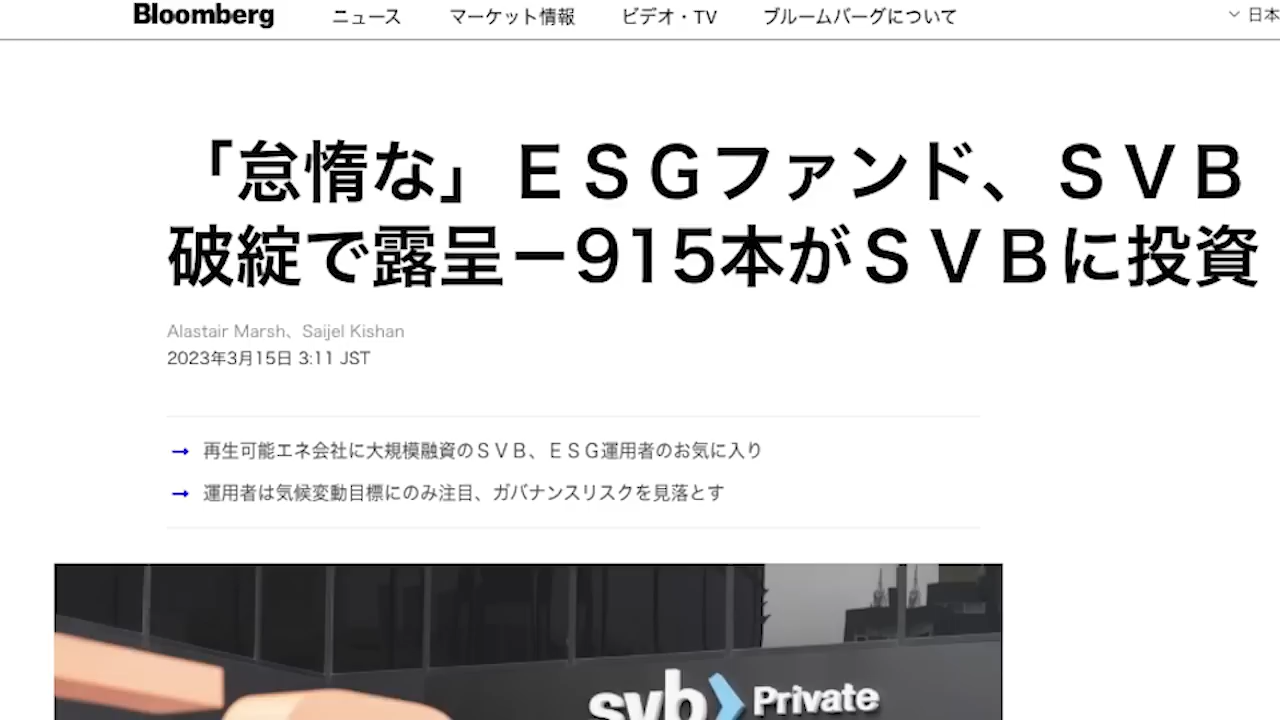 Bloomberg ニュース マーケット情報 ビデオ・TV ブルームバーグについて 日本
「怠惰な」ＥＳＧファンド、ＳＶＢ
破綻で露呈－915本がＳＶＢに投資
Alastair Marsh、Saijel Kishan
2023年3月15日 3:11 JST
→ 再生可能エネ会社に大規模融資のＳＶＢ、ＥＳＧ運用者のお気に入り
→ 運用者は気候変動目標にのみ注目、ガバナンスリスクを見落とす
svb Private